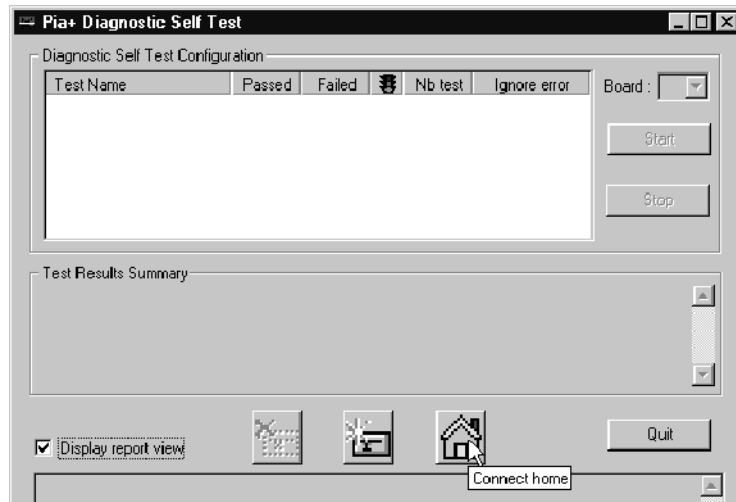 Pia+ Diagnostic Self Test
Diagnostic Self Test Configuration
Test Name Passed Failed Nb test Ignore error
Board :
Start
Stop
Test Results Summary
Display report view
Quit
Connect home